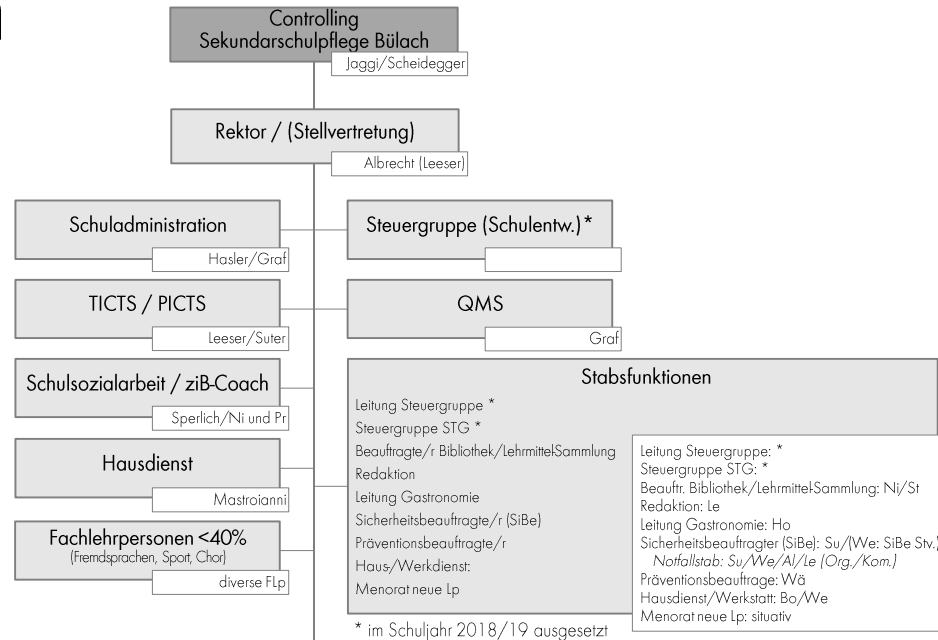 Controlling
Sekundarschulpflege Bülach
Jaggi/Scheidegger
Rektor / (Stellvertretung)
Albrecht (Leeser)
Schuladministration
Hasler/Graf
Steuergruppe (Schulentw.)*
TICTS / PICTS
Leeser/Suter
QMS
Graf
Schulsozialarbeit / ziB-Coach
Sperlich/Ni und Pr
Hausdienst
Mastroianni
Fachlehrpersonen <40%
(Fremdsprachen, Sport, Chor)
diverse FLp
Stabsfunktionen
Leitung Steuergruppe *
Steuergruppe STG *
Beauftragte/r Bibliothek/Lehrmittel-Sammlung
Redaktion
Leitung Gastronomie
Sicherheitsbeauftragte/r (SiBe)
Präventionsbeauftragte/r
Haus-/Werkdienst:
Menorat neue Lp
Leitung Steuergruppe: *
Steuergruppe STG: *
Beauftr. Bibliothek/Lehrmittel-Sammlung: Ni/St
Redaktion: Le
Leitung Gastronomie: Ho
Sicherheitsbeauftragter (SiBe): Su/(We: SiBe Stv.)
Notfallstab: Su/We/Al/Le (Org./Kom.)
Präventionsbeauftrage: Wä
Hausdienst/Werkstatt: Bo/We
Menorat neue Lp: situativ
* im Schuljahr 2018/19 ausgesetzt